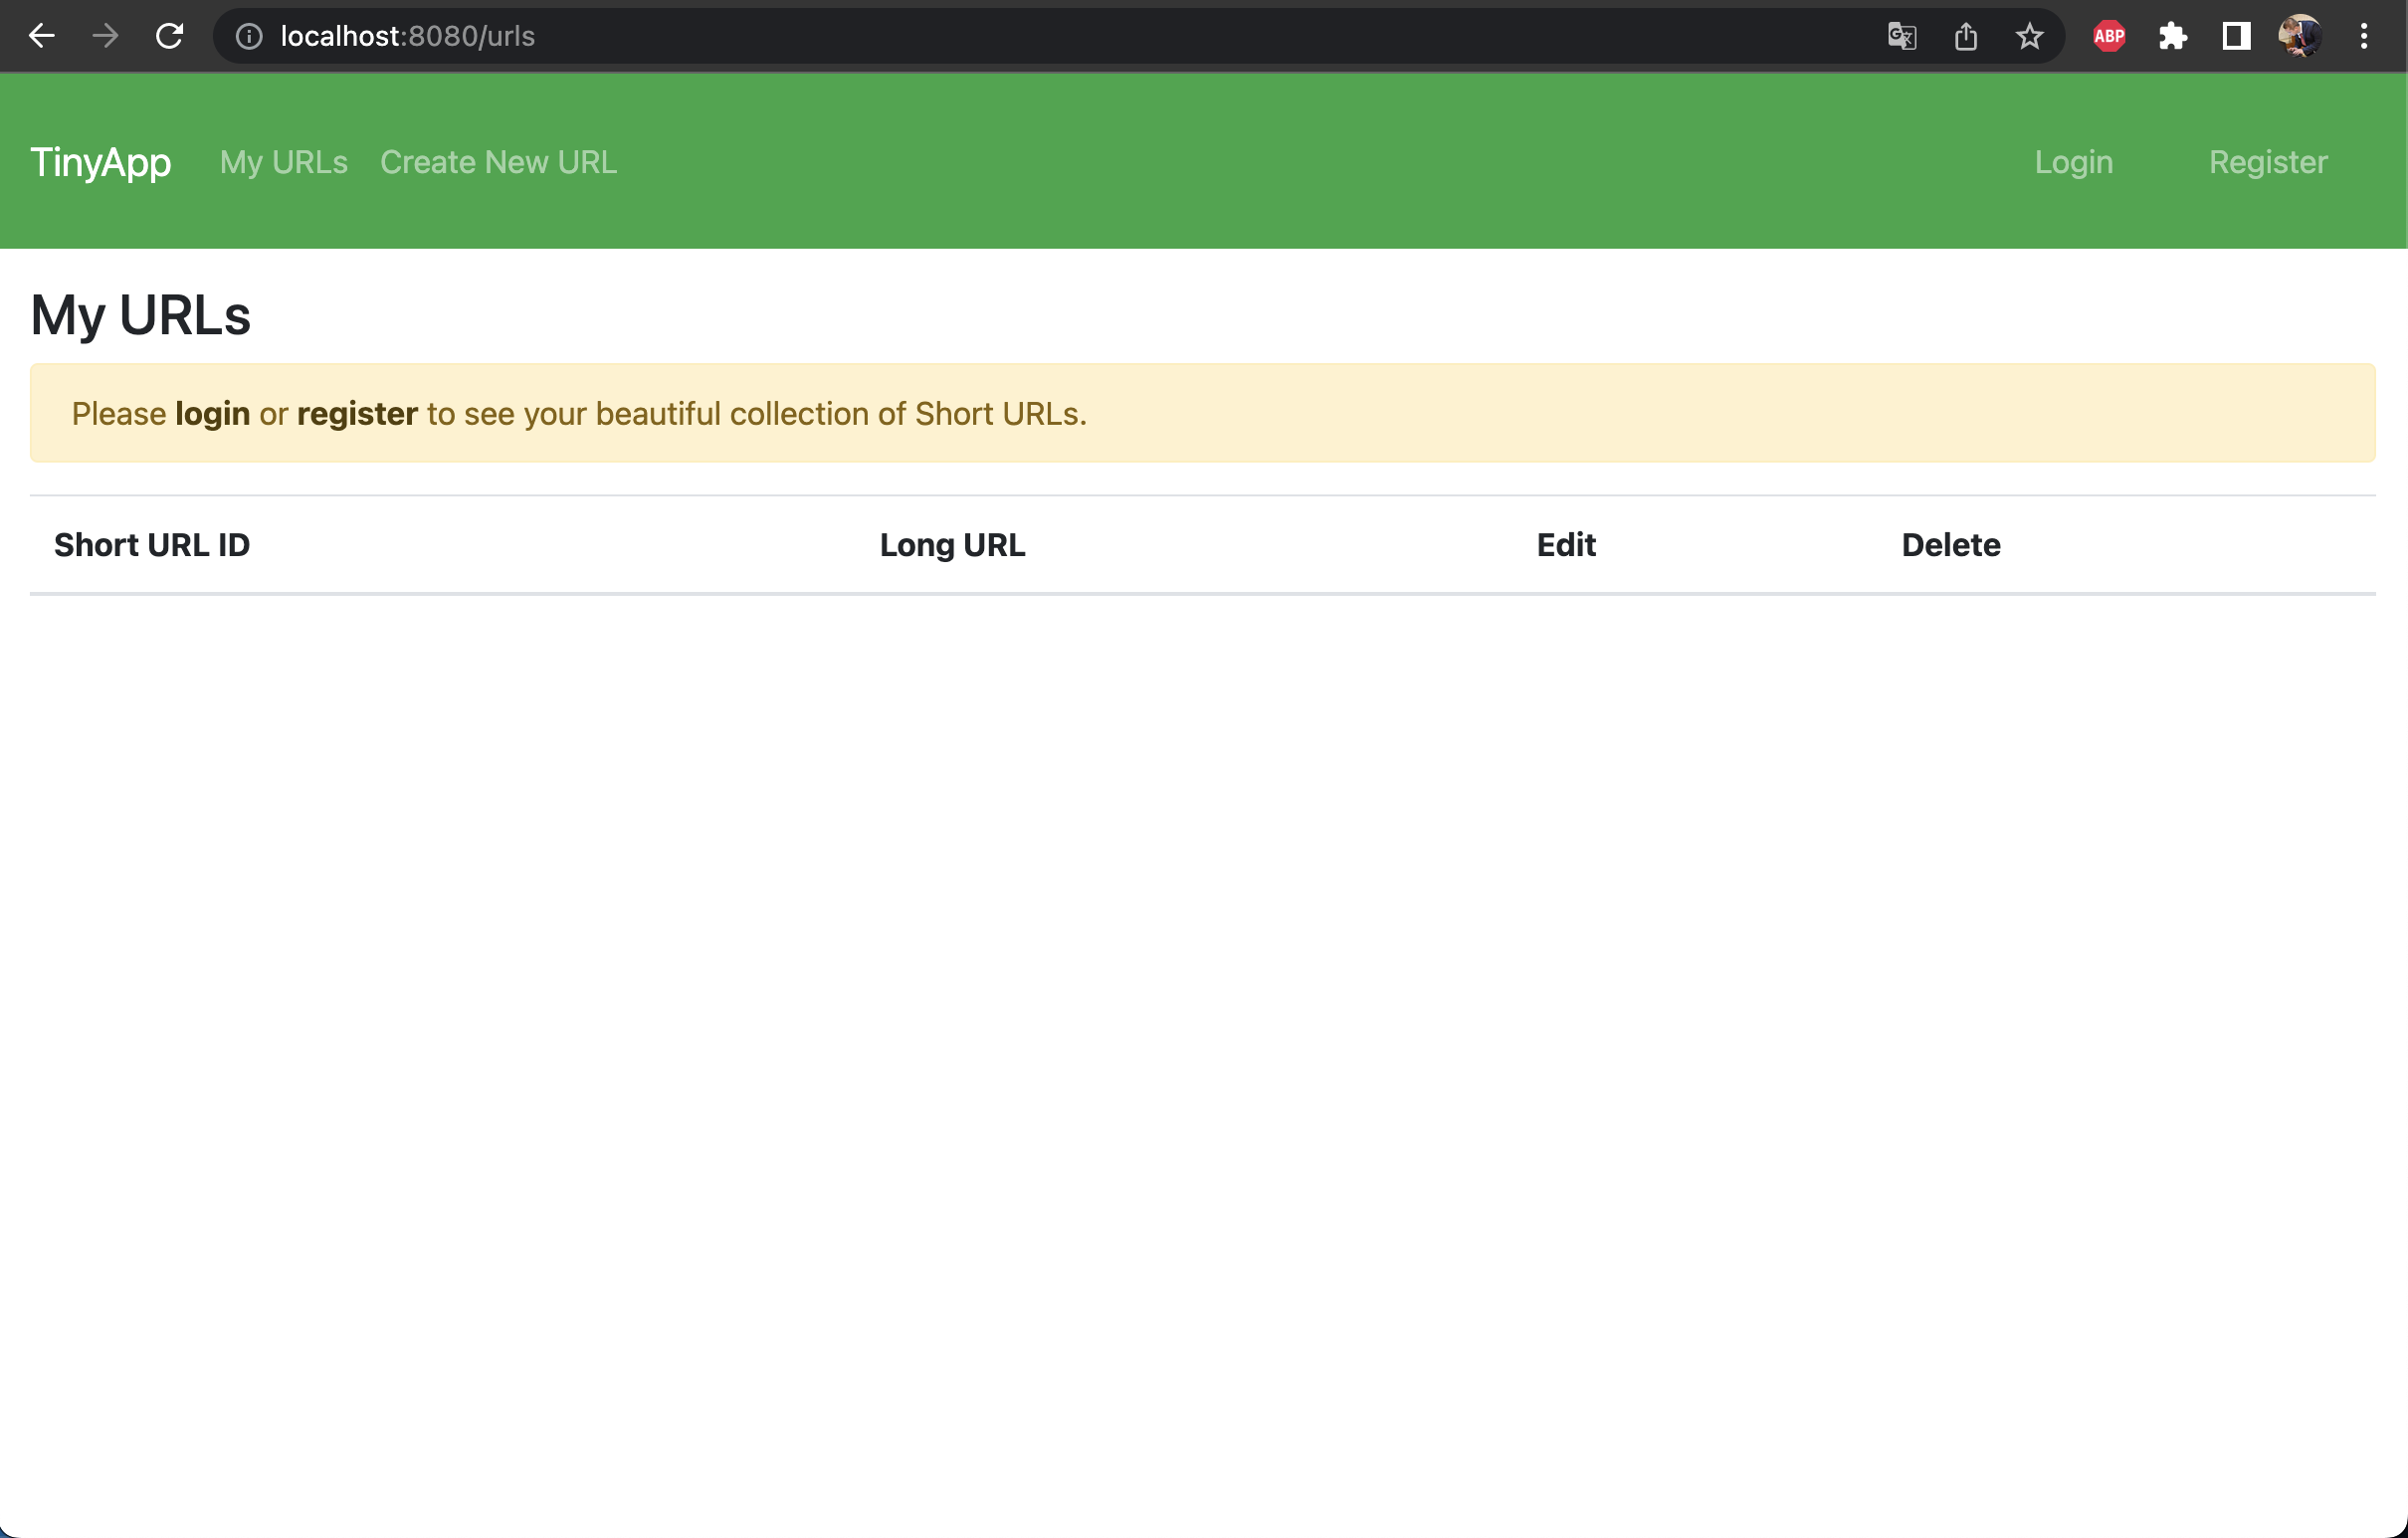 localhost:8080/urls
ABP
TinyApp My URLs Create New URL Login Register
My URLs
Please login or register to see your beautiful collection of Short URLs.
Short URL ID Long URL Edit Delete